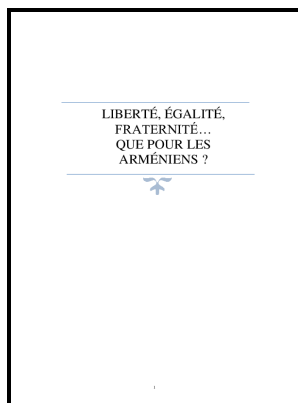 LIBERTÉ, ÉGALITÉ,
FRATERNITÉ…
QUE POUR LES
ARMÉNIENS ?